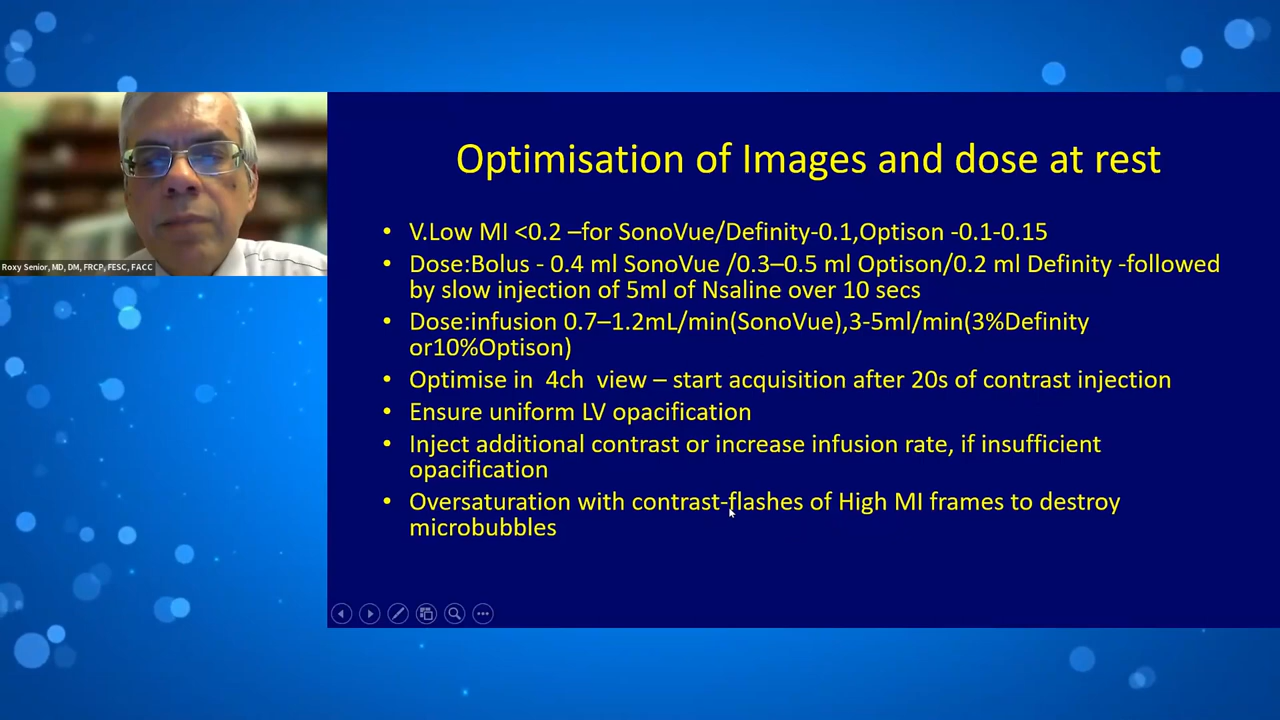 Roxy Senior, MD, DM, FRCP, FESC, FACC
Optimisation of Images and dose at rest
• V.Low MI <0.2 –for SonoVue/Definity-0.1,Optison -0.1-0.15
• Dose:Bolus - 0.4 ml SonoVue /0.3–0.5 ml Optison/0.2 ml Definity -followed
by slow injection of 5ml of Nsaline over 10 secs
• Dose:infusion 0.7–1.2mL/min(SonoVue),3-5ml/min(3%Definity
or10%Optison)
• Optimise in 4ch view – start acquisition after 20s of contrast injection
• Ensure uniform LV opacification
• Inject additional contrast or increase infusion rate, if insufficient
opacification
• Oversaturation with contrast-flashes of High MI frames to destroy
microbubbles